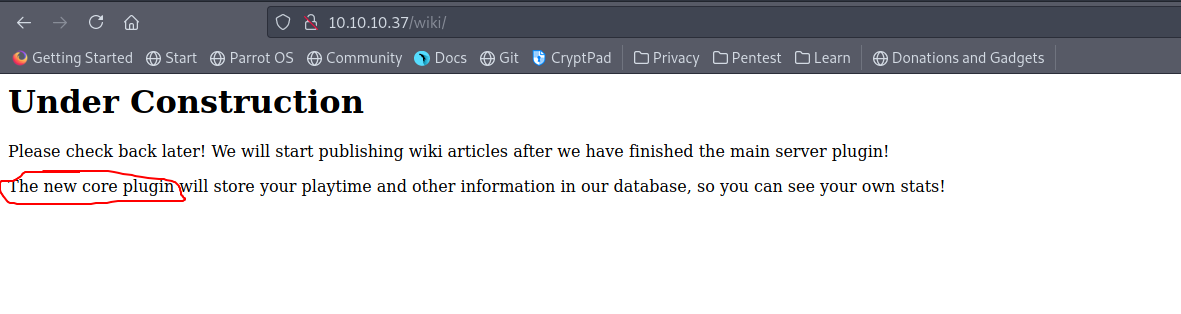 10.10.10.37/wiki/
Getting Started Start Parrot OS Community Docs Git CryptPad Privacy Pentest Learn Donations and Gadgets
Under Construction
Please check back later! We will start publishing wiki articles after we have finished the main server plugin!
The new core plugin will store your playtime and other information in our database, so you can see your own stats!